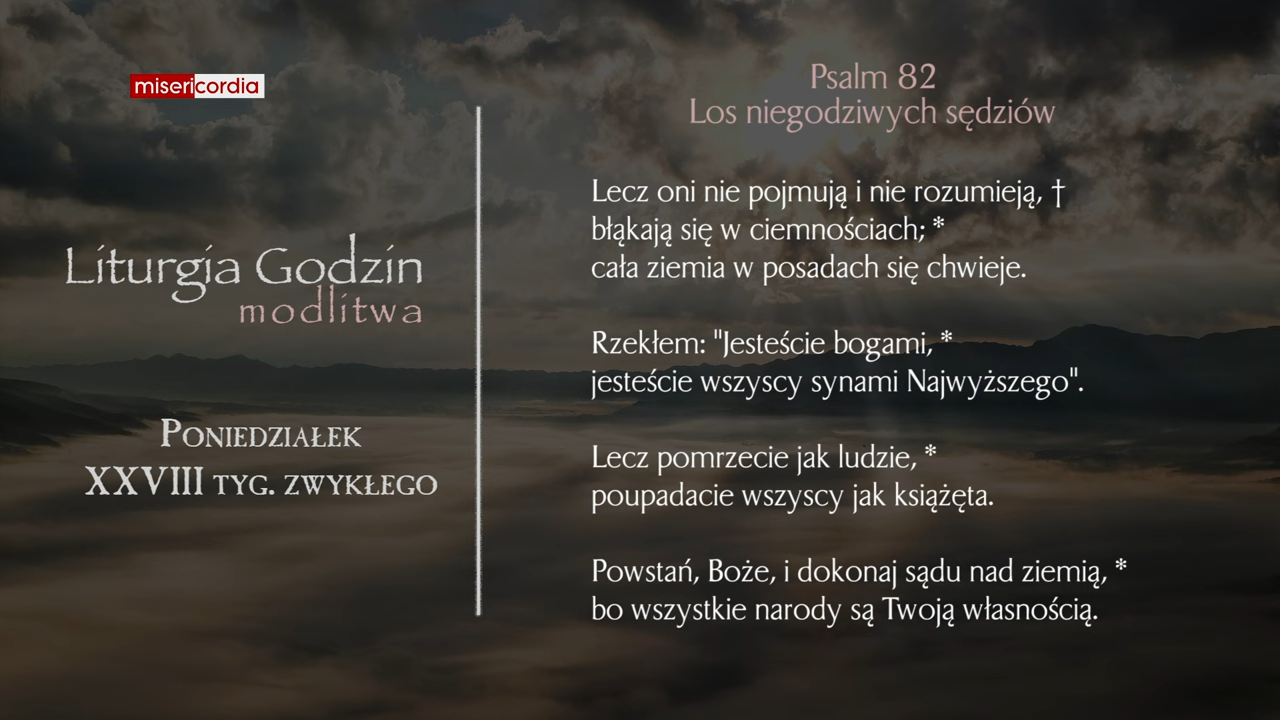 misericordia
Liturgia Godzin
modlitwa
Poniedziałek
XXVIII tyg. zwykłego
Psalm 82
Los niegodziwych sędziów
Lecz oni nie pojmują i nie rozumieją, †
błąkają się w ciemnościach; *
cała ziemia w posadach się chwieje.
Rzekłem: "Jesteście bogami, *
jesteście wszyscy synami Najwyższego".
Lecz pomrzecie jak ludzie, *
poupadacie wszyscy jak książęta.
Powstań, Boże, i dokonaj sądu nad ziemią, *
bo wszystkie narody są Twoją własnością.